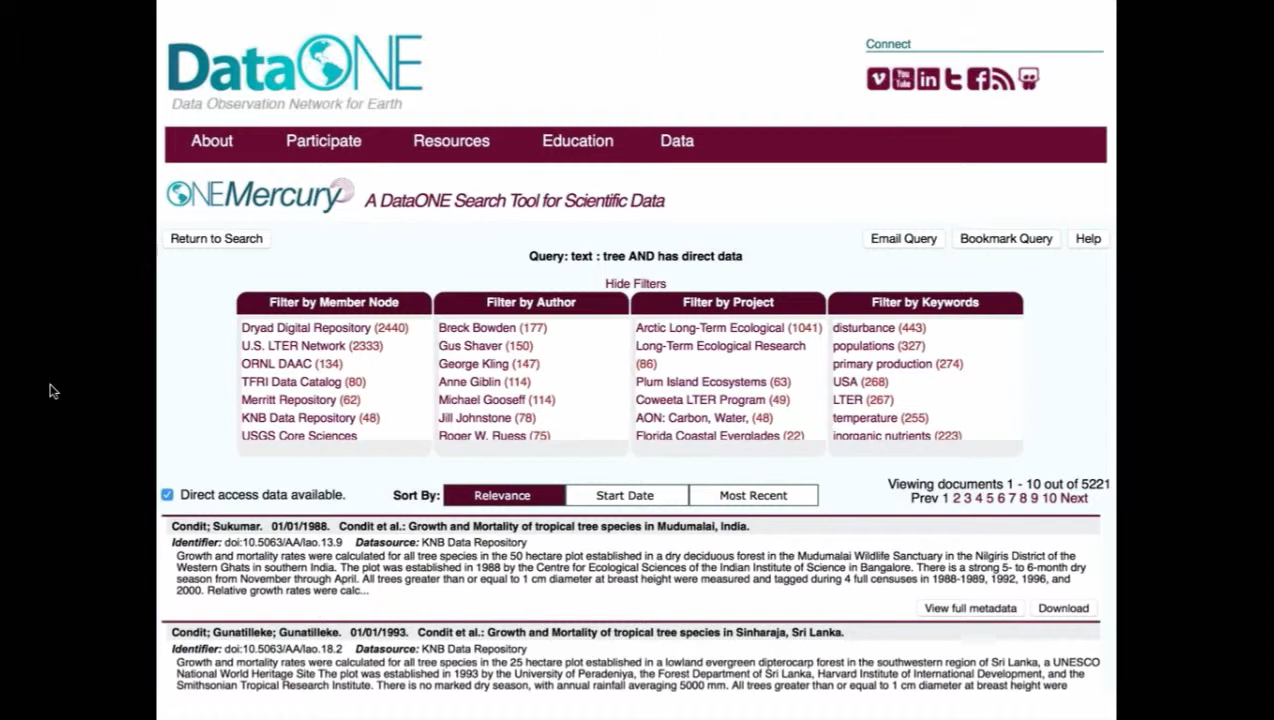 DataONE
Data Observation Network for Earth
Connect
About Participate Resources Education Data
ONEMercury A DataONE Search Tool for Scientific Data
Return to Search Email Query Bookmark Query Help
Query: text : tree AND has direct data
Hide Filters
Filter by Member Node
Dryad Digital Repository (2440)
U.S. LTER Network (2333)
ORNL DAAC (134)
TFRI Data Catalog (80)
Merritt Repository (62)
KNB Data Repository (48)
USGS Core Sciences
Filter by Author
Breck Bowden (177)
Gus Shaver (150)
George Kling (147)
Anne Giblin (114)
Michael Gooseff (114)
Jill Johnstone (78)
Roger W. Ruess (75)
Filter by Project
Arctic Long-Term Ecological (1041)
Long-Term Ecological Research
(86)
Plum Island Ecosystems (63)
Coweeta LTER Program (49)
AON: Carbon, Water, (48)
Florida Coastal Everglades (22)
Filter by Keywords
disturbance (443)
populations (327)
primary production (274)
USA (268)
LTER (267)
temperature (255)
inorganic nutrients (223)
Direct access data available. Sort By: Relevance Start Date Most Recent
Viewing documents 1 - 10 out of 5221
Prev 1 2 3 4 5 6 7 8 9 10 Next
Condit; Sukumar. 01/01/1988. Condit et al.: Growth and Mortality of tropical tree species in Mudumalai, India.
Identifier: doi:10.5063/AA/lao.13.9 Datasource: KNB Data Repository
Growth and mortality rates were calculated for all tree species in the 50 hectare plot established in a dry deciduous forest in the Mudumalai Wildlife Sanctuary in the Nilgiris District of the
Western Ghats in southern India. The plot was established in 1988 by the Centre for Ecological Sciences of the Indian Institute of Science in Bangalore. There is a strong 5- to 6-month dry
season from November through April. All trees greater than or equal to 1 cm diameter at breast height were measured and tagged during 4 full censuses in 1988-1989, 1992, 1996, and
2000. Relative growth rates were calc...
View full metadata Download
Condit; Gunatilleke; Gunatilleke. 01/01/1993. Condit et al.: Growth and Mortality of tropical tree species in Sinharaja, Sri Lanka.
Identifier: doi:10.5063/AA/lao.18.2 Datasource: KNB Data Repository
Growth and mortality rates were calculated for all tree species in the 25 hectare plot established in a lowland evergreen dipterocarp forest in the southwestern region of Sri Lanka, a UNESCO
National World Heritage Site The plot was established in 1993 by the University of Peradeniya, the Forest Department of Sri Lanka, Harvard Institute of International Development, and the
Smithsonian Tropical Research Institute. There is no marked dry season, with annual rainfall averaging 5000 mm. All trees greater than or equal to 1 cm diameter at breast height were